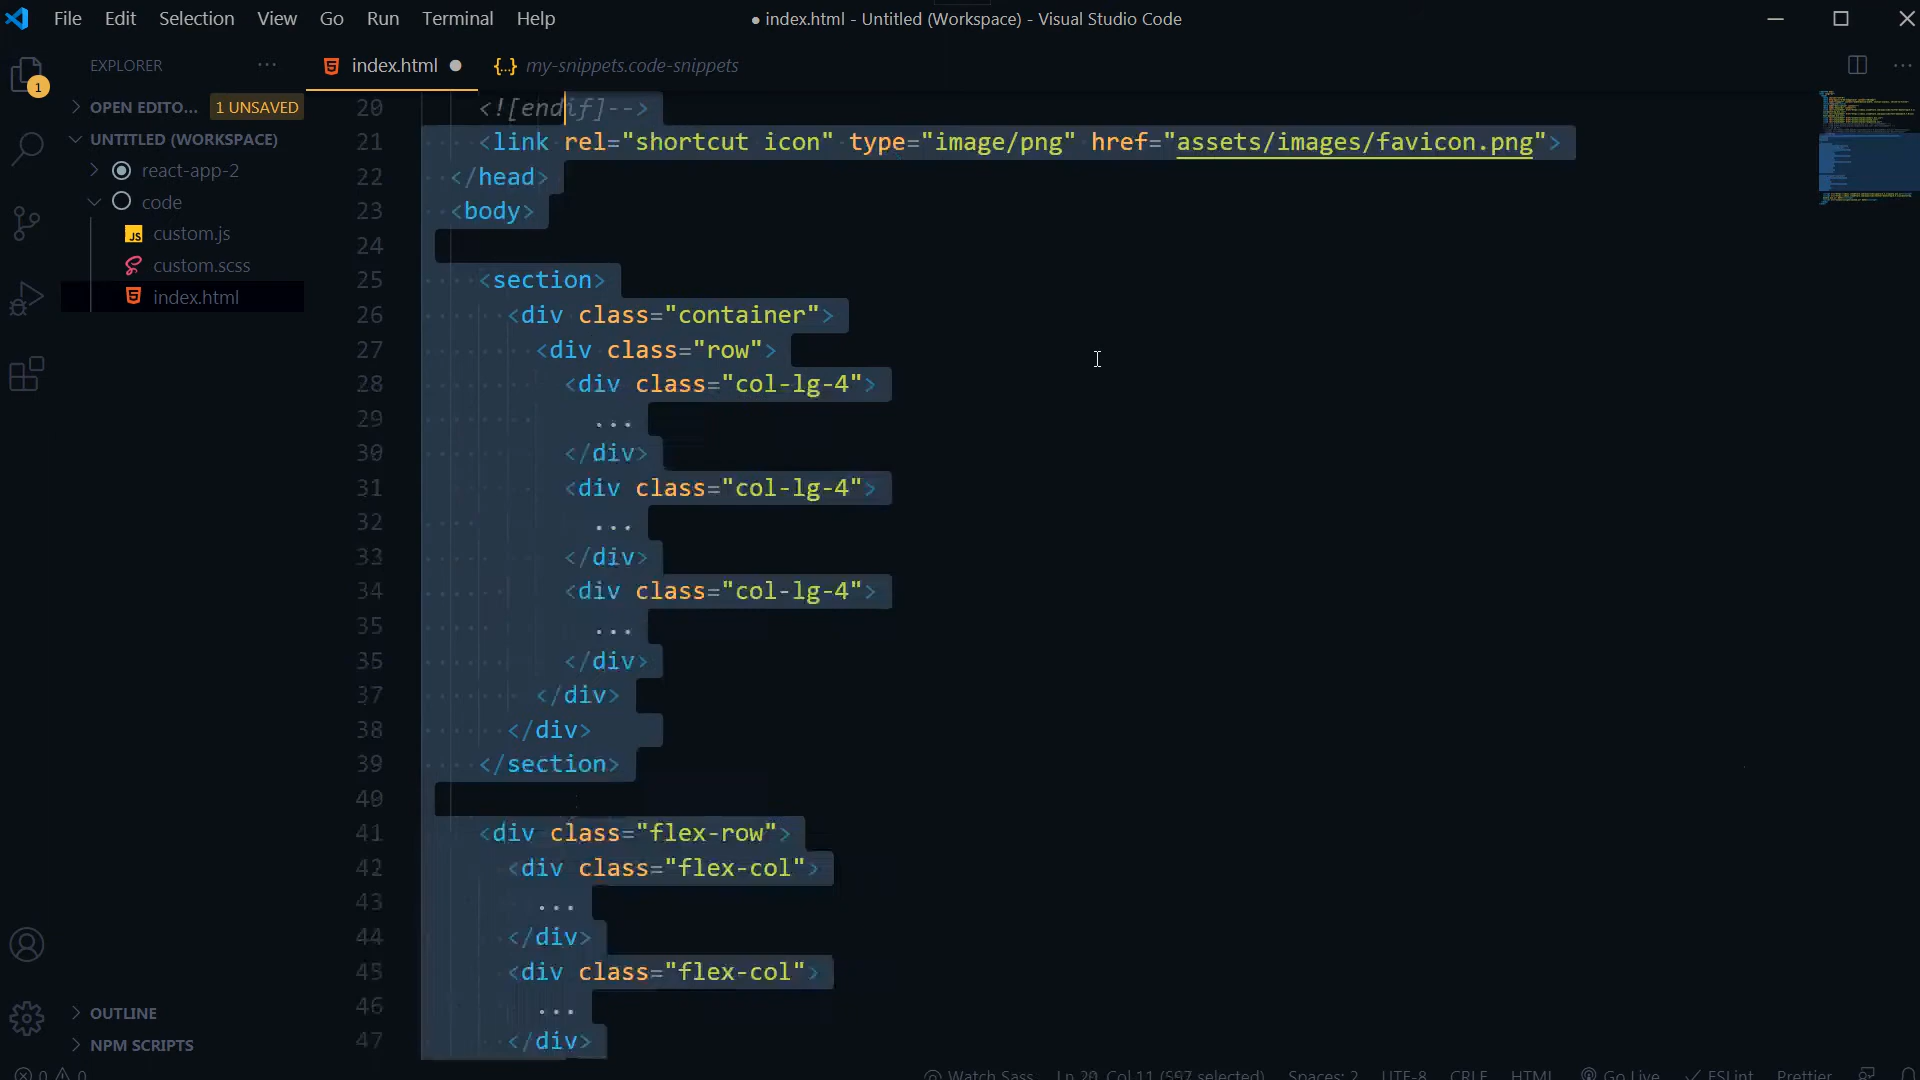 File Edit Selection View Go Run Terminal Help
● index.html - Untitled (Workspace) - Visual Studio Code
EXPLORER ···
index.html ●
{..} my-snippets.code-snippets
1
OPEN EDITO... 1 UNSAVED
UNTITLED (WORKSPACE)
react-app-2
code
JS custom.js
custom.scss
index.html
OUTLINE
NPM SCRIPTS
20 <![endif]-->
21 <link rel="shortcut icon" type="image/png" href="assets/images/favicon.png">
22 </head>
23 <body>
24
25 <section>
26 <div class="container">
27 <div class="row">
28 <div class="col-lg-4">
29 ...
30 </div>
31 <div class="col-lg-4">
32 ...
33 </div>
34 <div class="col-lg-4">
35 ...
35 </div>
37 </div>
38 </div>
39 </section>
40
41 <div class="flex-row">
42 <div class="flex-col">
43 ...
44 </div>
45 <div class="flex-col">
46 ...
47 </div>
0 0 Watch Sass Ln 20, Col 11 (597 selected) Spaces: 2 UTF-8 CRLF HTML Go Live ESLint Prettier